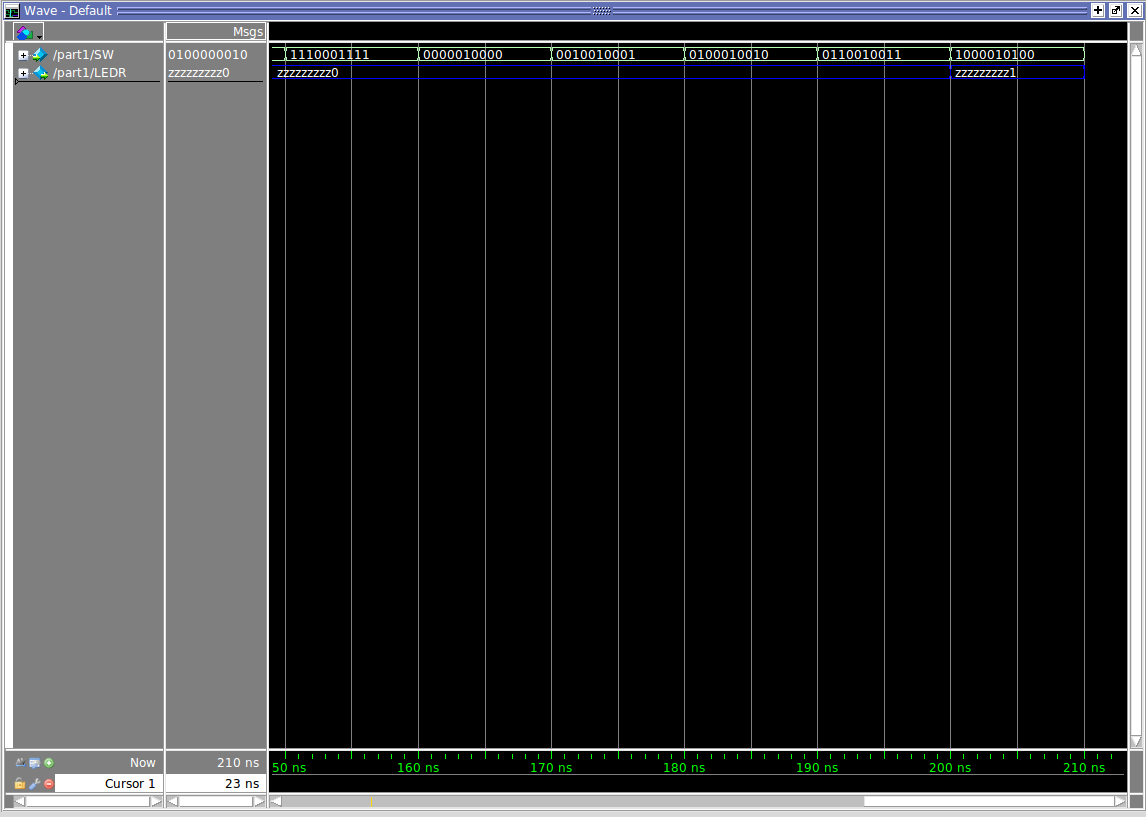 Wave - Default
Msgs
/part1/SW 0100000010 1110001111 0000010000 0010010001 0100010010 0110010011 1000010100
/part1/LEDR zzzzzzzzz0 zzzzzzzzz0 zzzzzzzzz1
Now 210 ns 50 ns 160 ns 170 ns 180 ns 190 ns 200 ns 210 ns
Cursor 1 23 ns